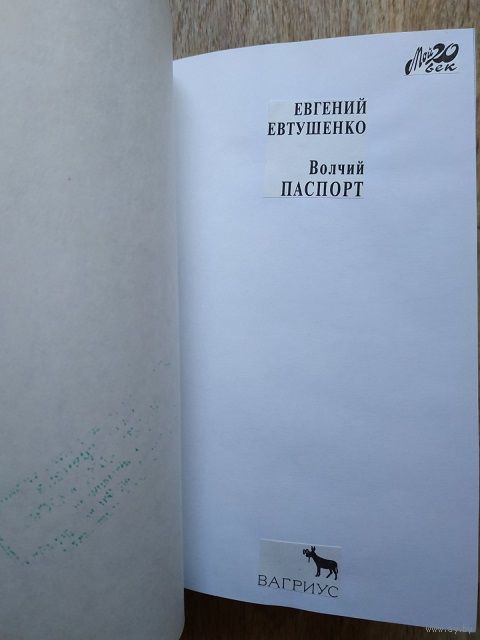 Мой 20
век
ЕВГЕНИЙ
ЕВТУШЕНКО
Волчий
ПАСПОРТ
ВАГРИУС